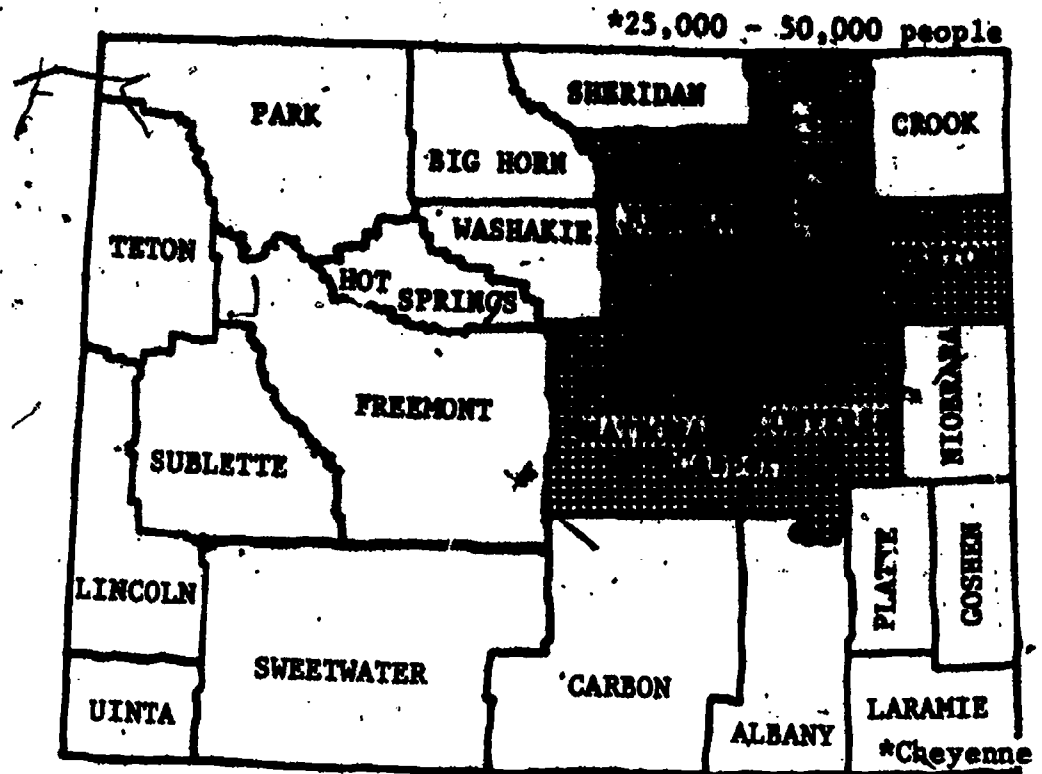 *25,000 - 50,000 people
SHERIDAN
PARK
CROOK
BIG HORN
WASHAKIE
TETON
HOT
SPRINGS
NIOBRARA
FREEMONT
SUBLETTE
PLATTE
GOSHEN
LINCOLN
SWEETWATER
CARBON
UINTA
LARAMIE
ALBANY
*Cheyenne